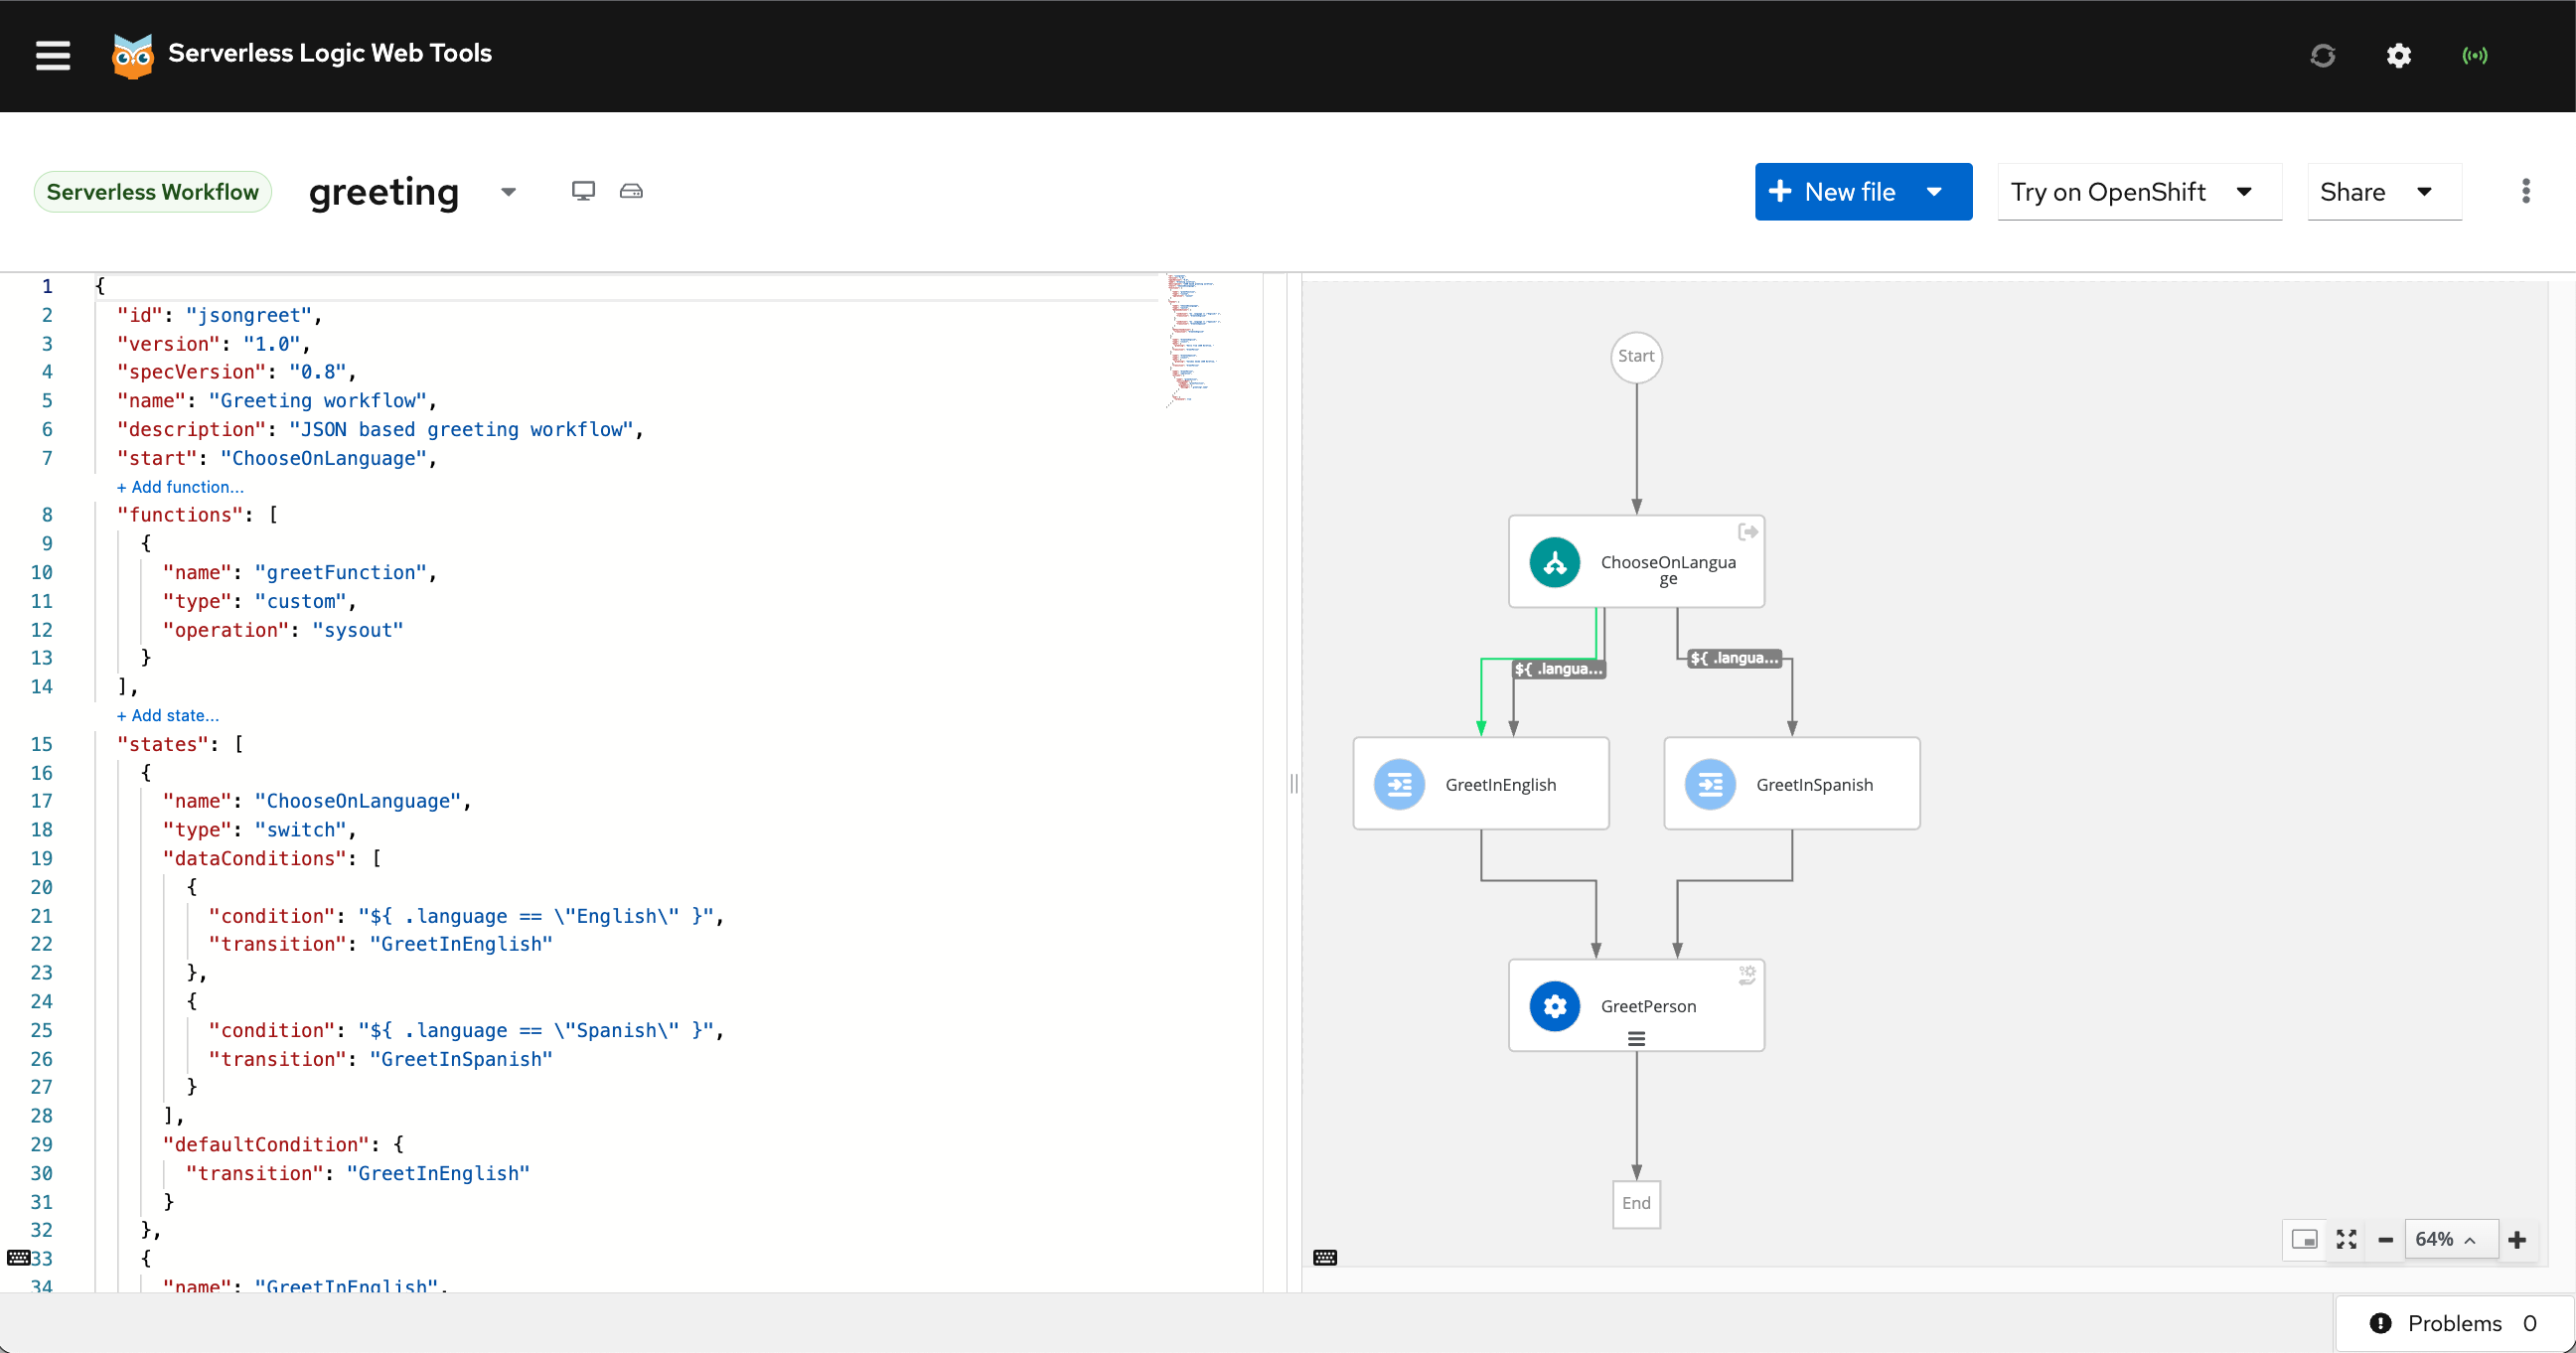 Serverless Logic Web Tools
Serverless Workflow
greeting
New file
Try on OpenShift
Share
1 {
2 "id": "jsongreet",
3 "version": "1.0",
4 "specVersion": "0.8",
5 "name": "Greeting workflow",
6 "description": "JSON based greeting workflow",
7 "start": "ChooseOnLanguage",
+ Add function...
8 "functions": [
9 {
10 "name": "greetFunction",
11 "type": "custom",
12 "operation": "sysout"
13 }
14 ],
+ Add state...
15 "states": [
16 {
17 "name": "ChooseOnLanguage",
18 "type": "switch",
19 "dataConditions": [
20 {
21 "condition": "${ .language == \"English\" }",
22 "transition": "GreetInEnglish"
23 },
24 {
25 "condition": "${ .language == \"Spanish\" }",
26 "transition": "GreetInSpanish"
27 }
28 ],
29 "defaultCondition": {
30 "transition": "GreetInEnglish"
31 }
32 },
33 {
34 "name": "GreetInEnglish",
Start
ChooseOnLangua
ge
${ .langua...
${ .langua...
GreetInEnglish
GreetInSpanish
GreetPerson
End
64%
Problems 0